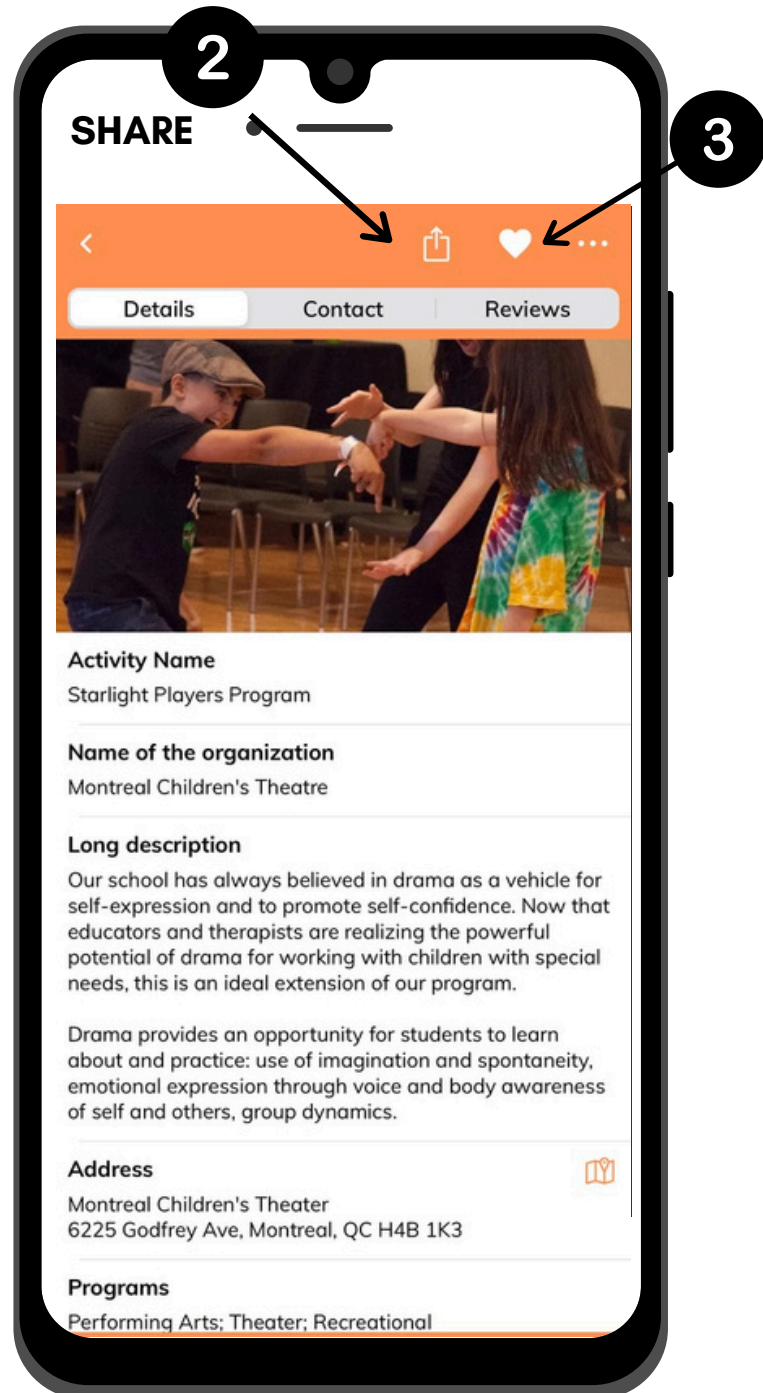 2
SHARE
3
Details Contact Reviews
Activity Name
Starlight Players Program
Name of the organization
Montreal Children's Theatre
Long description
Our school has always believed in drama as a vehicle for
self-expression and to promote self-confidence. Now that
educators and therapists are realizing the powerful
potential of drama for working with children with special
needs, this is an ideal extension of our program.
Drama provides an opportunity for students to learn
about and practice: use of imagination and spontaneity,
emotional expression through voice and body awareness
of self and others, group dynamics.
Address
Montreal Children's Theater
6225 Godfrey Ave, Montreal, QC H4B 1K3
Programs
Performing Arts; Theater; Recreational